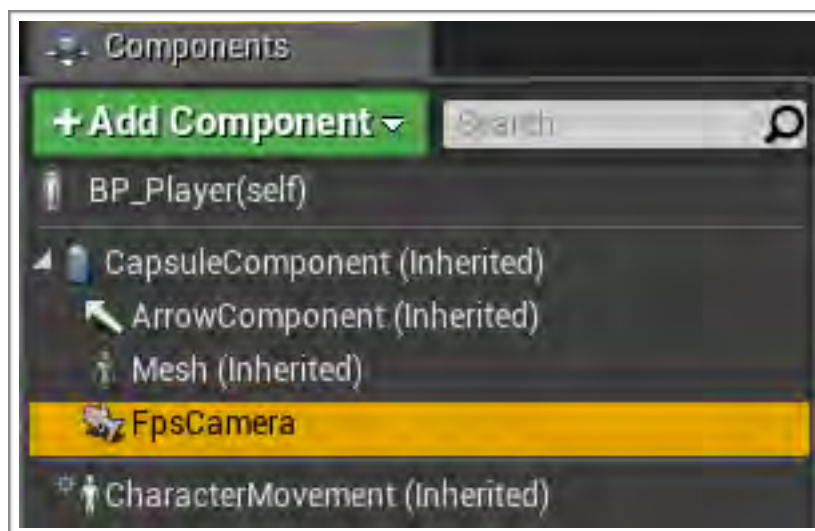 Components
+ Add Component
Search
BP_Player(self)
CapsuleComponent (Inherited)
ArrowComponent (Inherited)
Mesh (Inherited)
FpsCamera
CharacterMovement (Inherited)